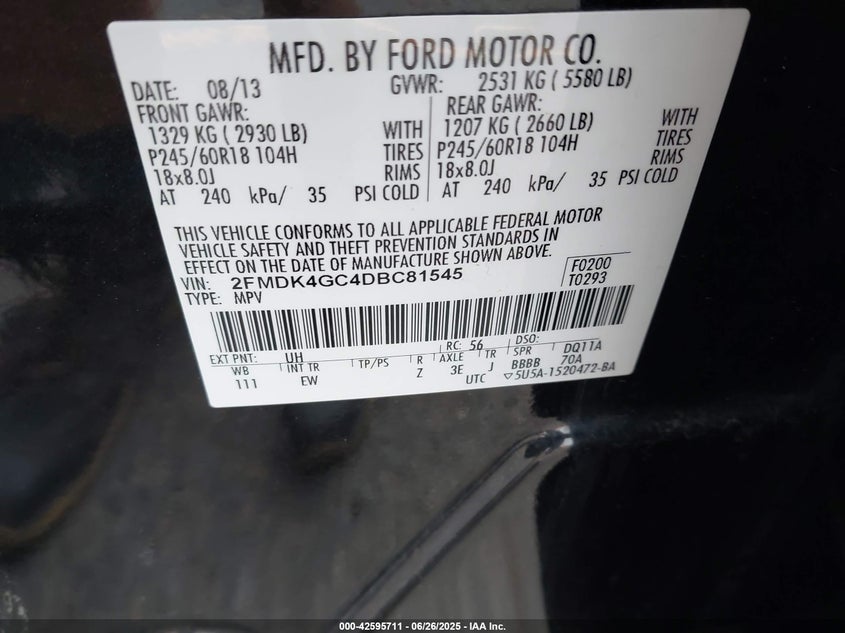 MFD. BY FORD MOTOR CO.
DATE: 08/13 GVWR: 2531 KG ( 5580 LB)
FRONT GAWR: REAR GAWR:
1329 KG ( 2930 LB) WITH 1207 KG ( 2660 LB) WITH
P245/60R18 104H TIRES P245/60R18 104H TIRES
18x8.0J RIMS 18x8.0J RIMS
AT 240 kPa/ 35 PSI COLD AT 240 kPa/ 35 PSI COLD
THIS VEHICLE CONFORMS TO ALL APPLICABLE FEDERAL MOTOR
VEHICLE SAFETY AND THEFT PREVENTION STANDARDS IN
EFFECT ON THE DATE OF MANUFACTURE SHOWN ABOVE.
VIN: 2FMDK4GC4DBC81545 F0200
TYPE: MPV T0293
EXT PNT: UH RC: 56 DSO:
WB INT TR TP/PS R AXLE TR SPR DQ11A
111 EW Z 3E J BBBB 70A
UTC ▽5U5A-1520472-BA
000-42595711 - 06/26/2025 - IAA Inc.